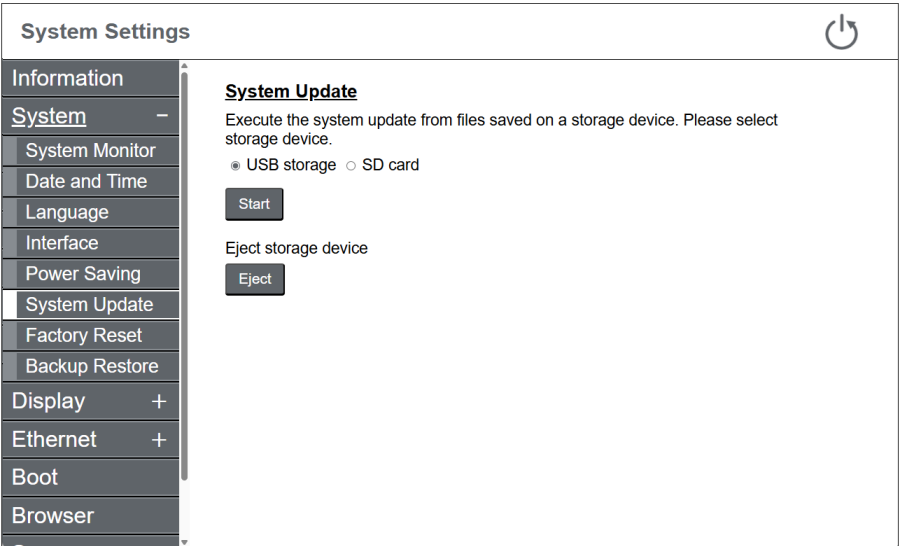 System Settings
Information
System −
System Monitor
Date and Time
Language
Interface
Power Saving
System Update
Factory Reset
Backup Restore
Display +
Ethernet +
Boot
Browser
System Update
Execute the system update from files saved on a storage device. Please select
storage device.
USB storage SD card
Start
Eject storage device
Eject